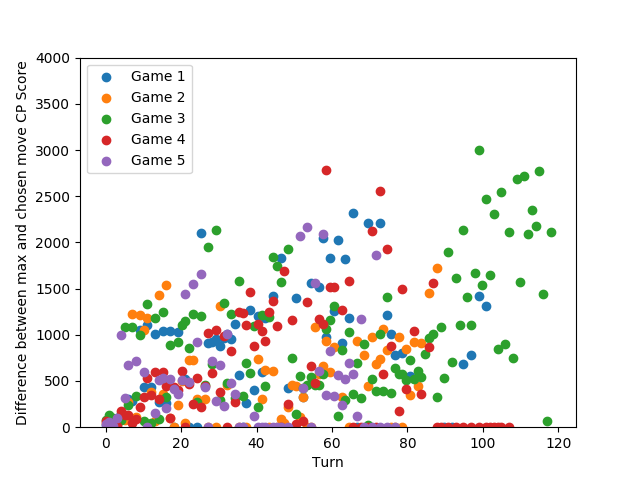 4000
3500
3000
2500
2000
1500
1000
500
0
Difference between max and chosen move CP Score
Game 1
Game 2
Game 3
Game 4
Game 5
0 20 40 60 80 100 120
Turn